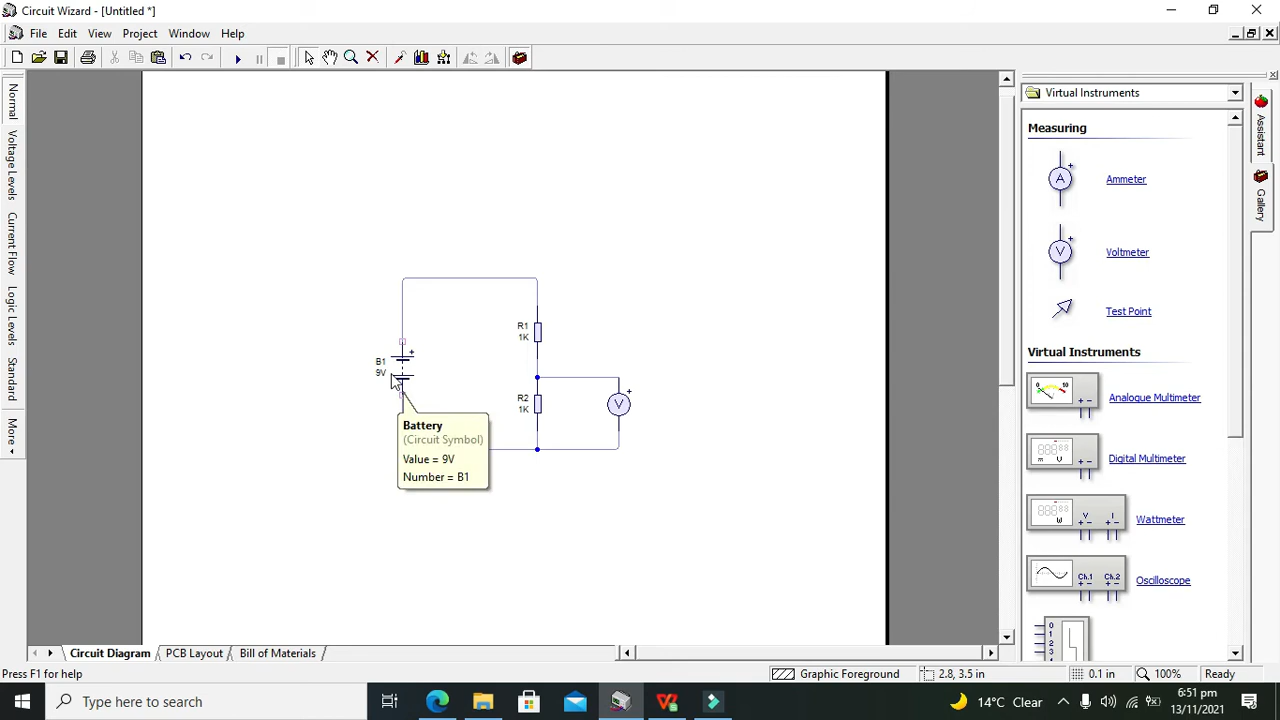 Circuit Wizard - [Untitled *]
File Edit View Project Window Help
Normal
Voltage Levels
Current Flow
Logic Levels
Standard
More
B1
9V
+
R1
1K
R2
1K
V
+
Battery
(Circuit Symbol)
Value = 9V
Number = B1
Virtual Instruments
Measuring
A
+
Ammeter
V
+
Voltmeter
Test Point
Virtual Instruments
Analogue Multimeter
Digital Multimeter
Wattmeter
V I
Oscilloscope
Ch.1 Ch.2
0
1
2
3
Assistant
Gallery
Circuit Diagram PCB Layout Bill of Materials
Press F1 for help
Graphic Foreground 2.8, 3.5 in 0.1 in 100% Ready
Type here to search
14°C Clear
6:51 pm
13/11/2021